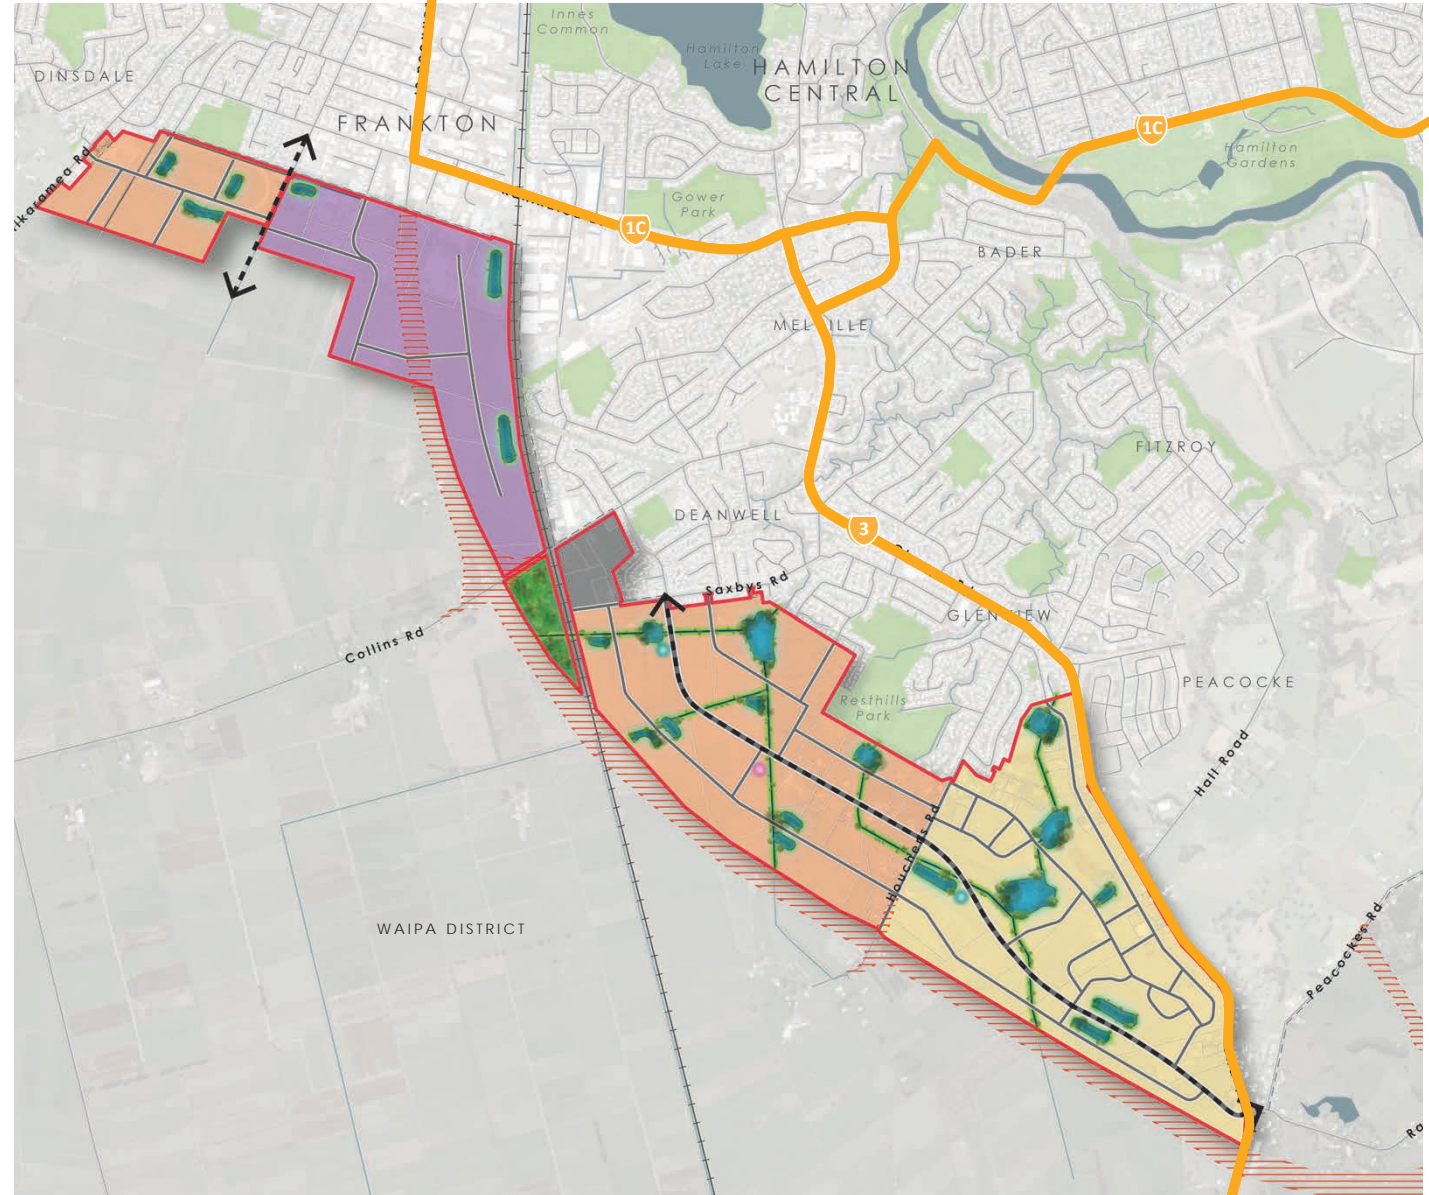 Innes
Common
DINSDALE
Hamilton
Lake
HAMILTON
CENTRAL
FRANKTON
1C
Hamilton
Gardens
Gower
Park
1C
BADER
MELVILLE
FITZROY
3
DEANWELL
Saxbys Rd
GLENVIEW
Collins Rd
PEACOCKE
Resthills
Park
Hall Road
Houchens Rd
WAIPA DISTRICT
Peacockes Rd